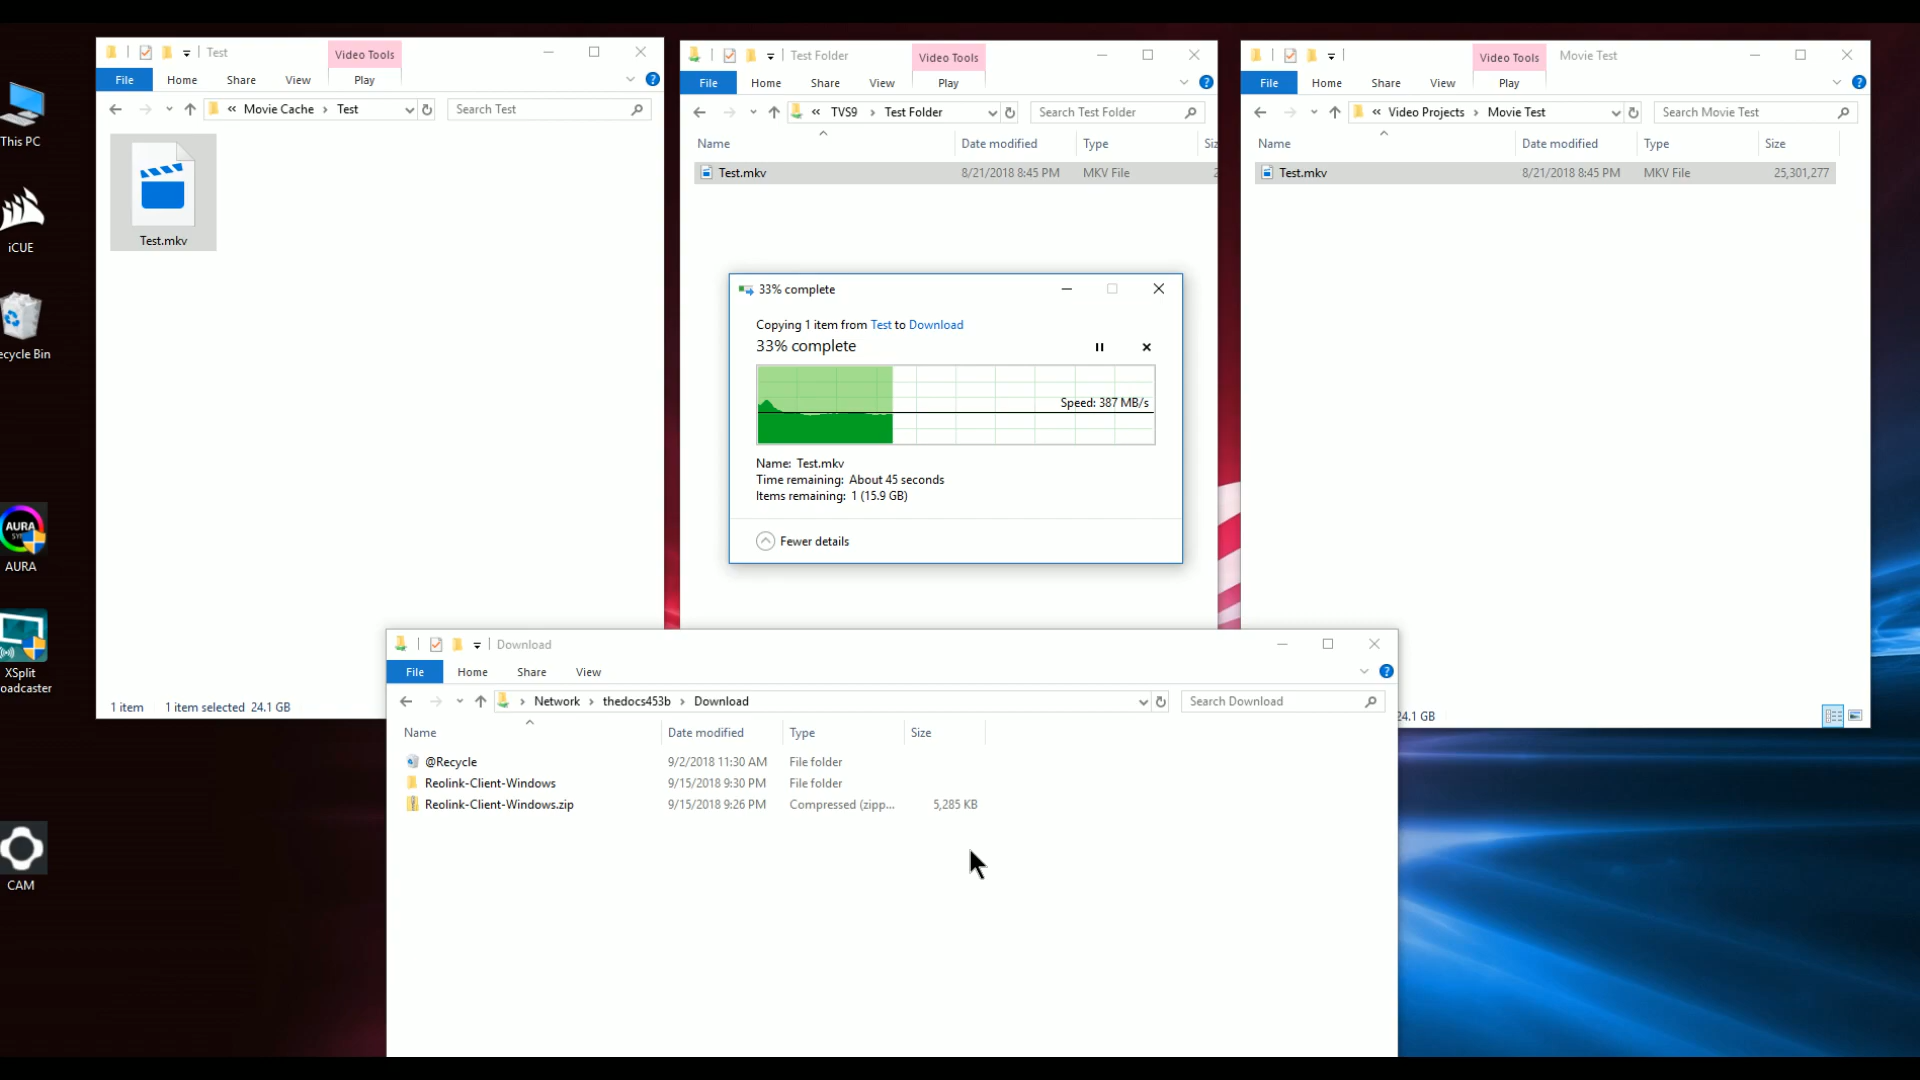 This PC
iCUE
ecycle Bin
AURA
AURA
XSplit
oadcaster
CAM
Test
Video Tools
File
Home
Share
View
Play
« Movie Cache › Test
Search Test
Test.mkv
1 item
1 item selected 24.1 GB
Test Folder
Video Tools
File
Home
Share
View
Play
« TVS9 › Test Folder
Search Test Folder
Name
Date modified
Type
Siz
Test.mkv
8/21/2018 8:45 PM
MKV File
Video Tools
Movie Test
File
Home
Share
View
Play
« Video Projects › Movie Test
Search Movie Test
Name
Date modified
Type
Size
Test.mkv
8/21/2018 8:45 PM
MKV File
25,301,277
24.1 GB
33% complete
Copying 1 item from Test to Download
33% complete
Speed: 387 MB/s
Name: Test.mkv
Time remaining: About 45 seconds
Items remaining: 1 (15.9 GB)
Fewer details
Download
File
Home
Share
View
› Network › thedocs453b › Download
Search Download
Name
Date modified
Type
Size
@Recycle
9/2/2018 11:30 AM
File folder
Reolink-Client-Windows
9/15/2018 9:30 PM
File folder
Reolink-Client-Windows.zip
9/15/2018 9:26 PM
Compressed (zipp...
5,285 KB